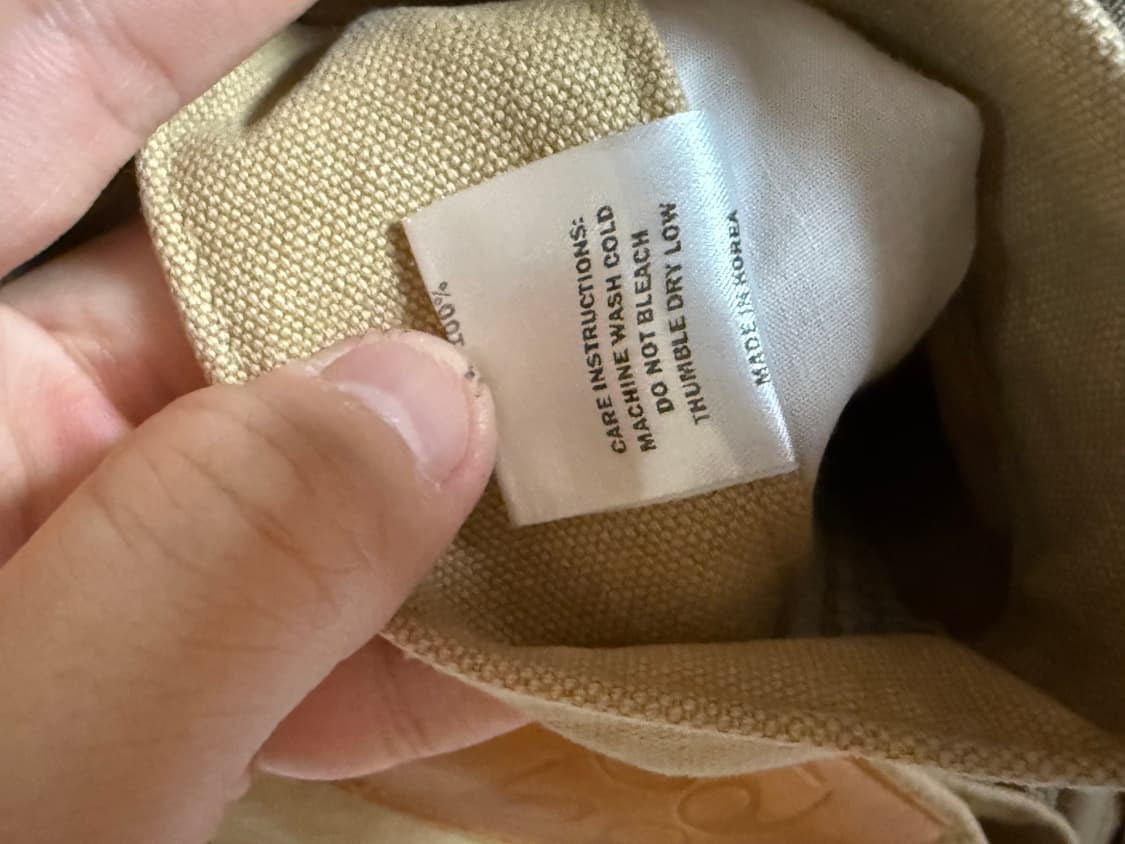 100%
CARE INSTRUCTIONS:
MACHINE WASH COLD
DO NOT BLEACH
THUMBLE DRY LOW
MADE IN KOREA